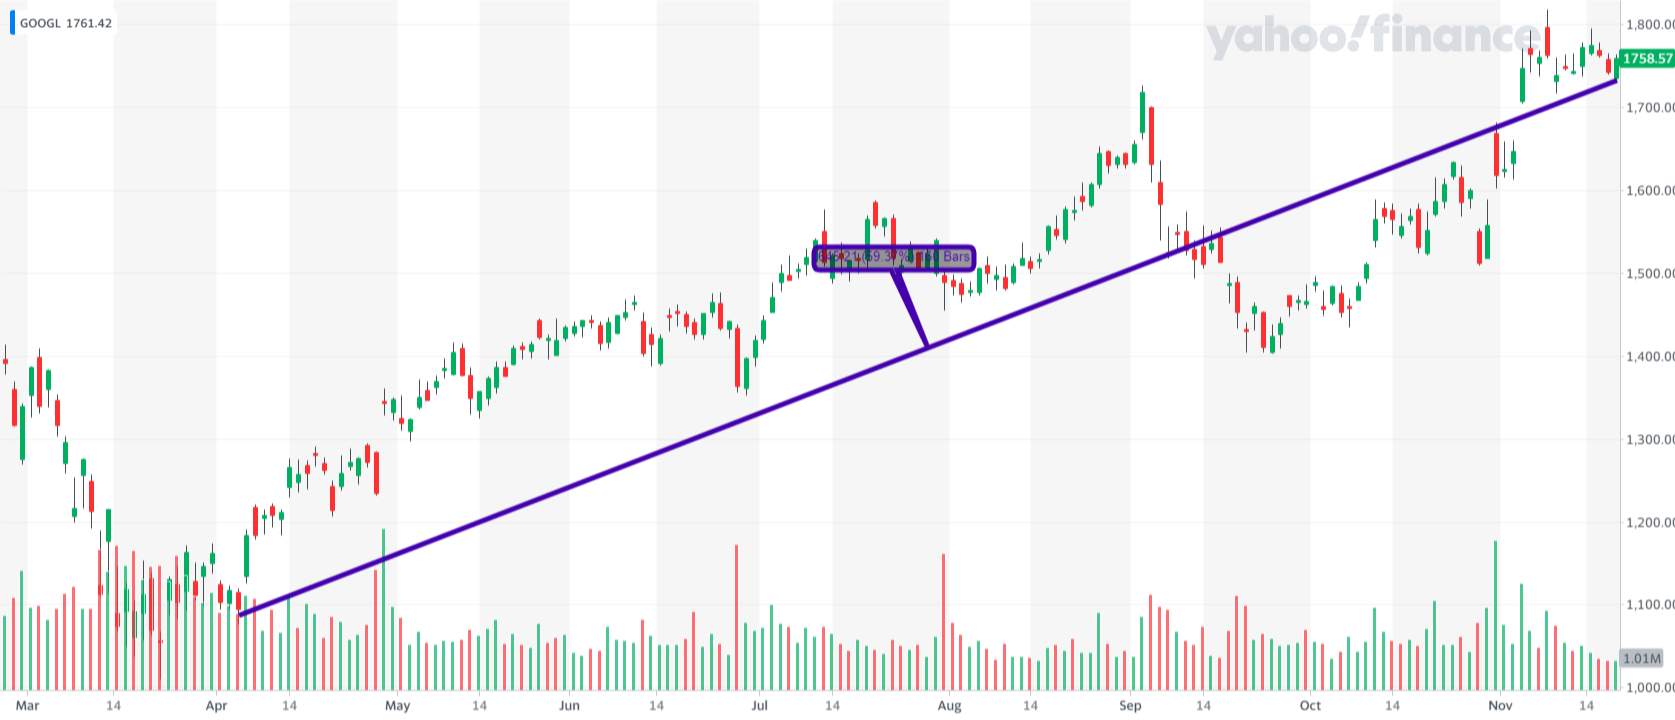 GOOGL 1761.42
yahoo!finance
1,800.00
1758.57
1,700.00
1,600.00
1,500.00
Bars
1,400.00
1,300.00
1,200.00
1,100.00
1.01M
1,000.00
Mar 14 Apr 14 May 14 Jun 14 Jul 14 Aug 14 Sep 14 Oct 14 Nov 14